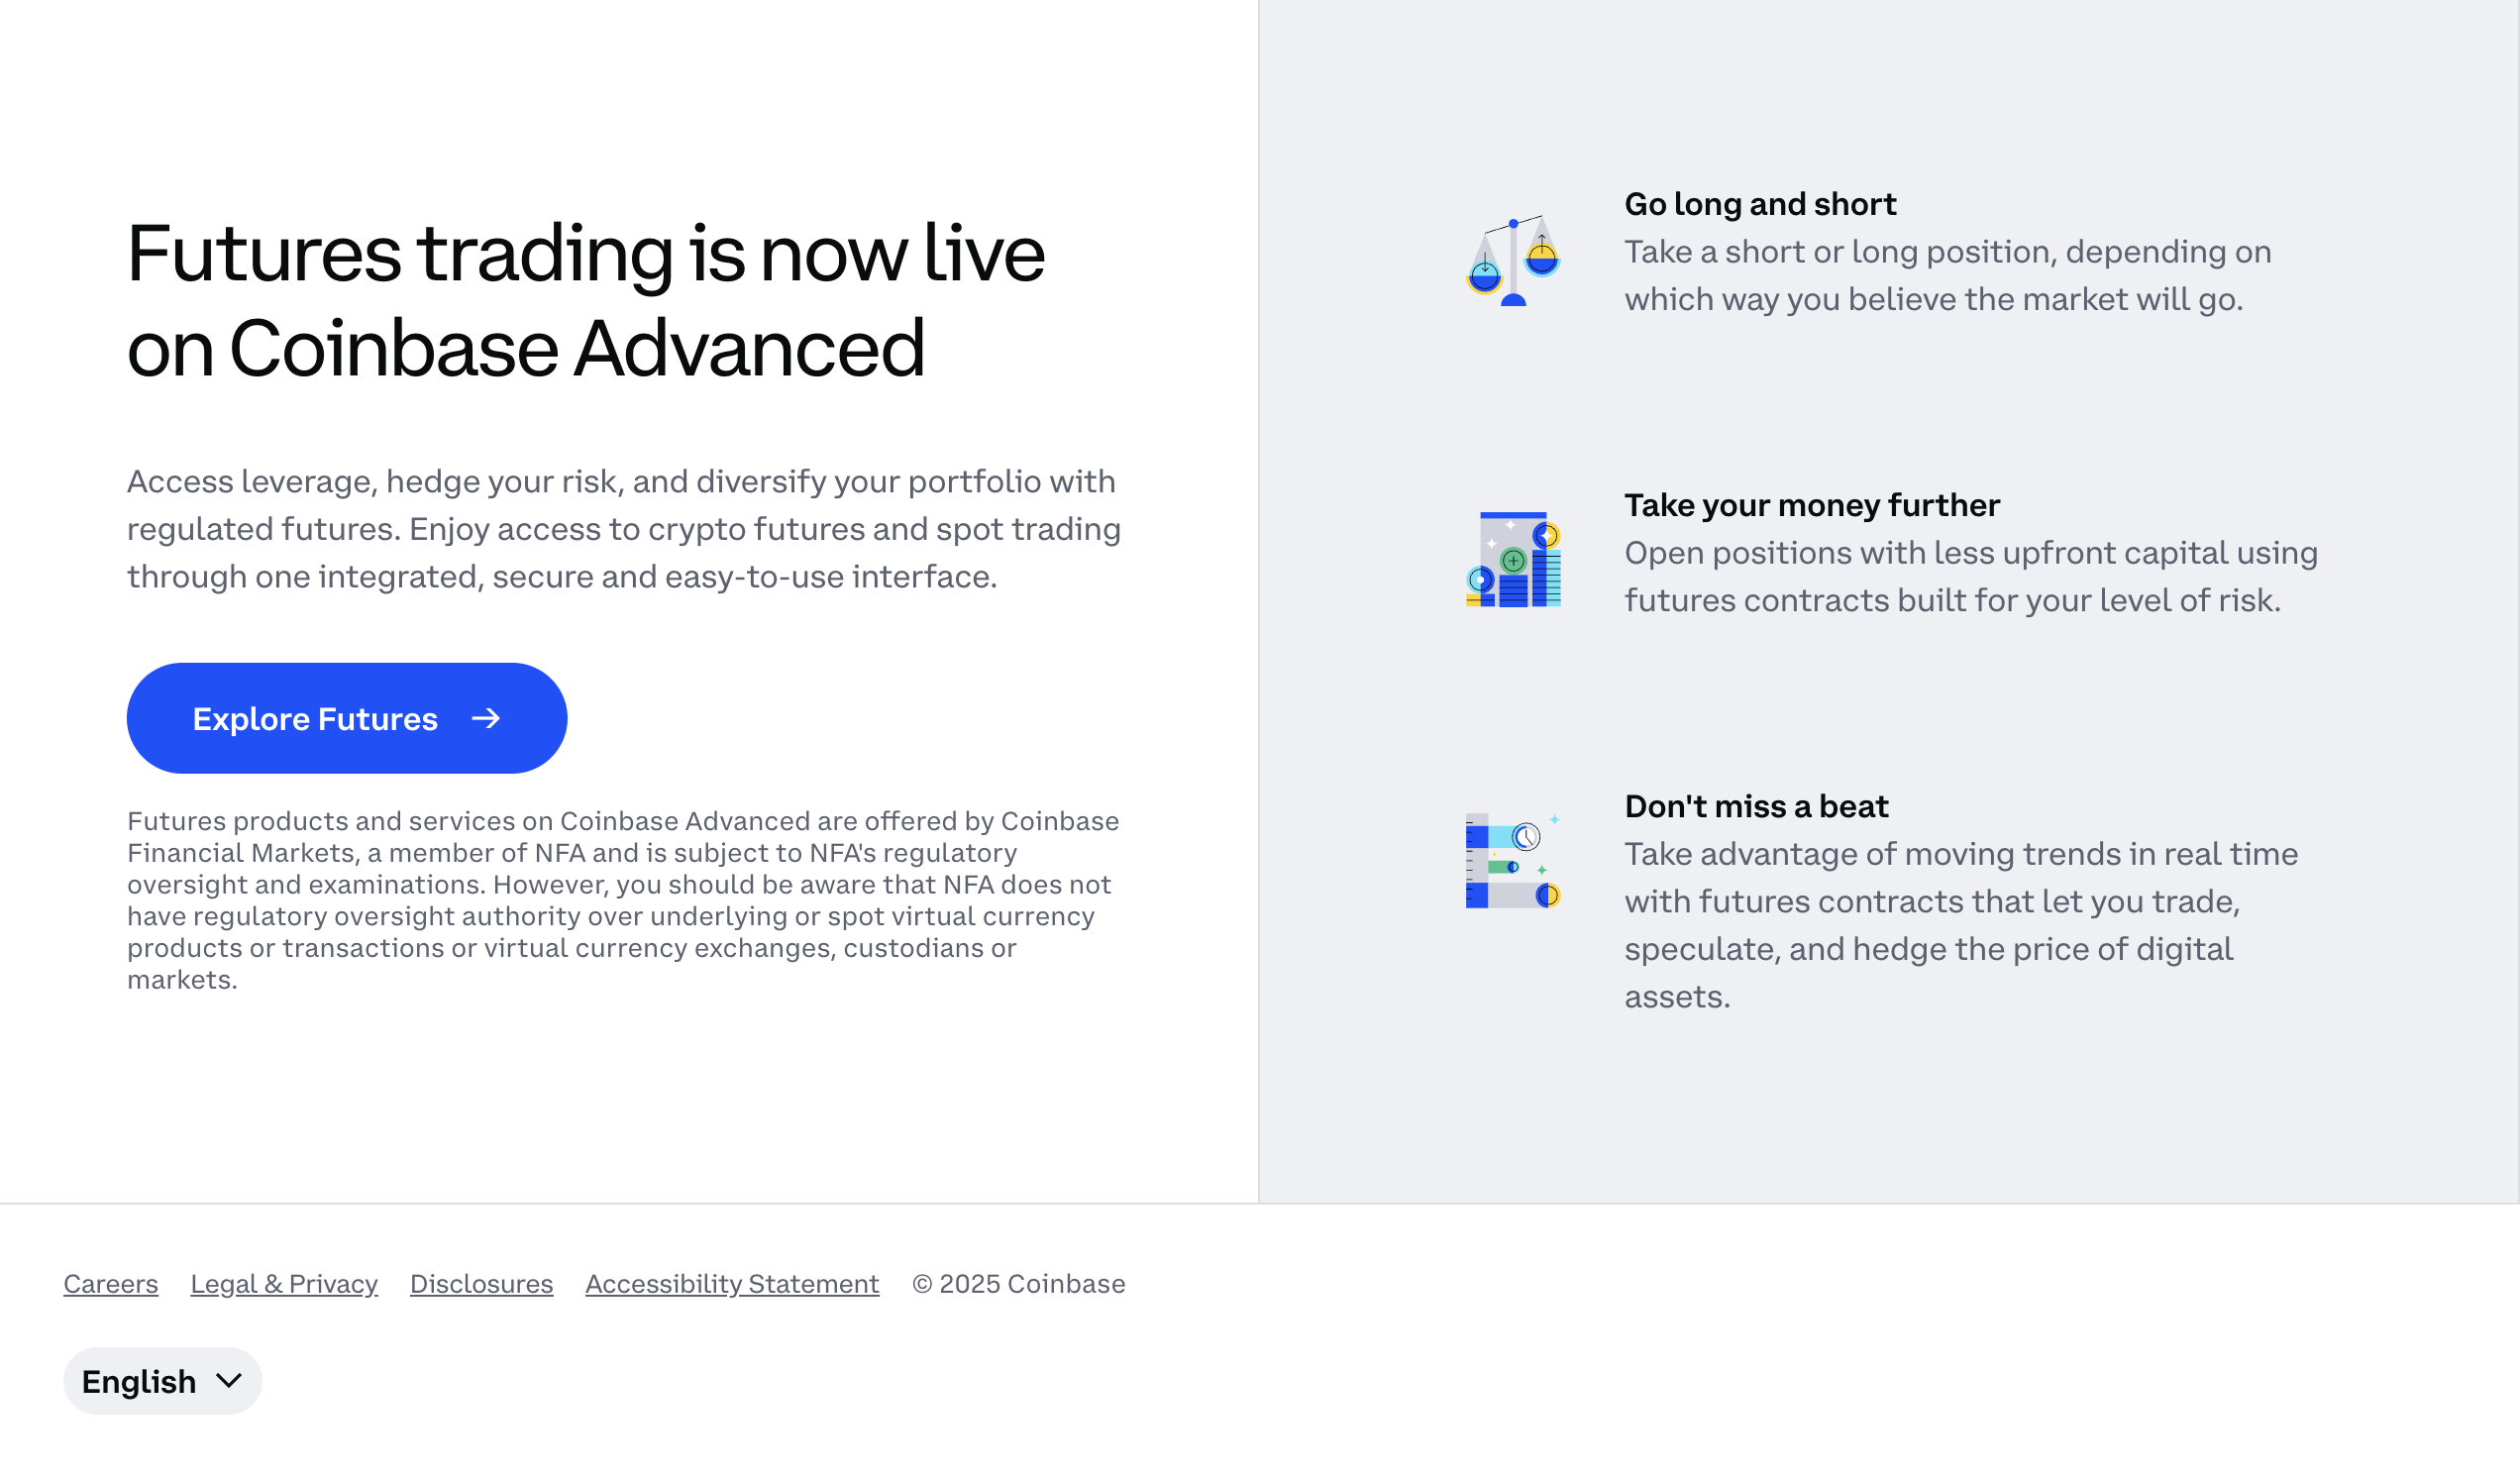 Futures trading is now live
on Coinbase Advanced
Access leverage, hedge your risk, and diversify your portfolio with
regulated futures. Enjoy access to crypto futures and spot trading
through one integrated, secure and easy-to-use interface.
Explore Futures
Futures products and services on Coinbase Advanced are offered by Coinbase
Financial Markets, a member of NFA and is subject to NFA's regulatory
oversight and examinations. However, you should be aware that NFA does not
have regulatory oversight authority over underlying or spot virtual currency
products or transactions or virtual currency exchanges, custodians or
markets.
Go long and short
Take a short or long position, depending on
which way you believe the market will go.
Take your money further
Open positions with less upfront capital using
futures contracts built for your level of risk.
Don't miss a beat
Take advantage of moving trends in real time
with futures contracts that let you trade,
speculate, and hedge the price of digital
assets.
Careers Legal & Privacy Disclosures Accessibility Statement © 2025 Coinbase
English